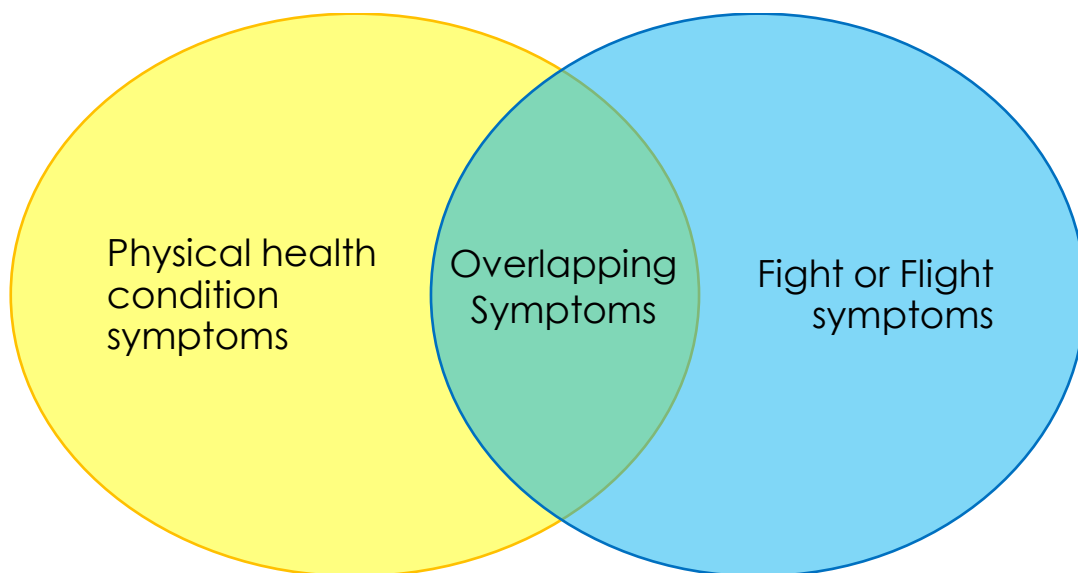 Physical health
condition
symptoms
Overlapping
Symptoms
Fight or Flight
symptoms